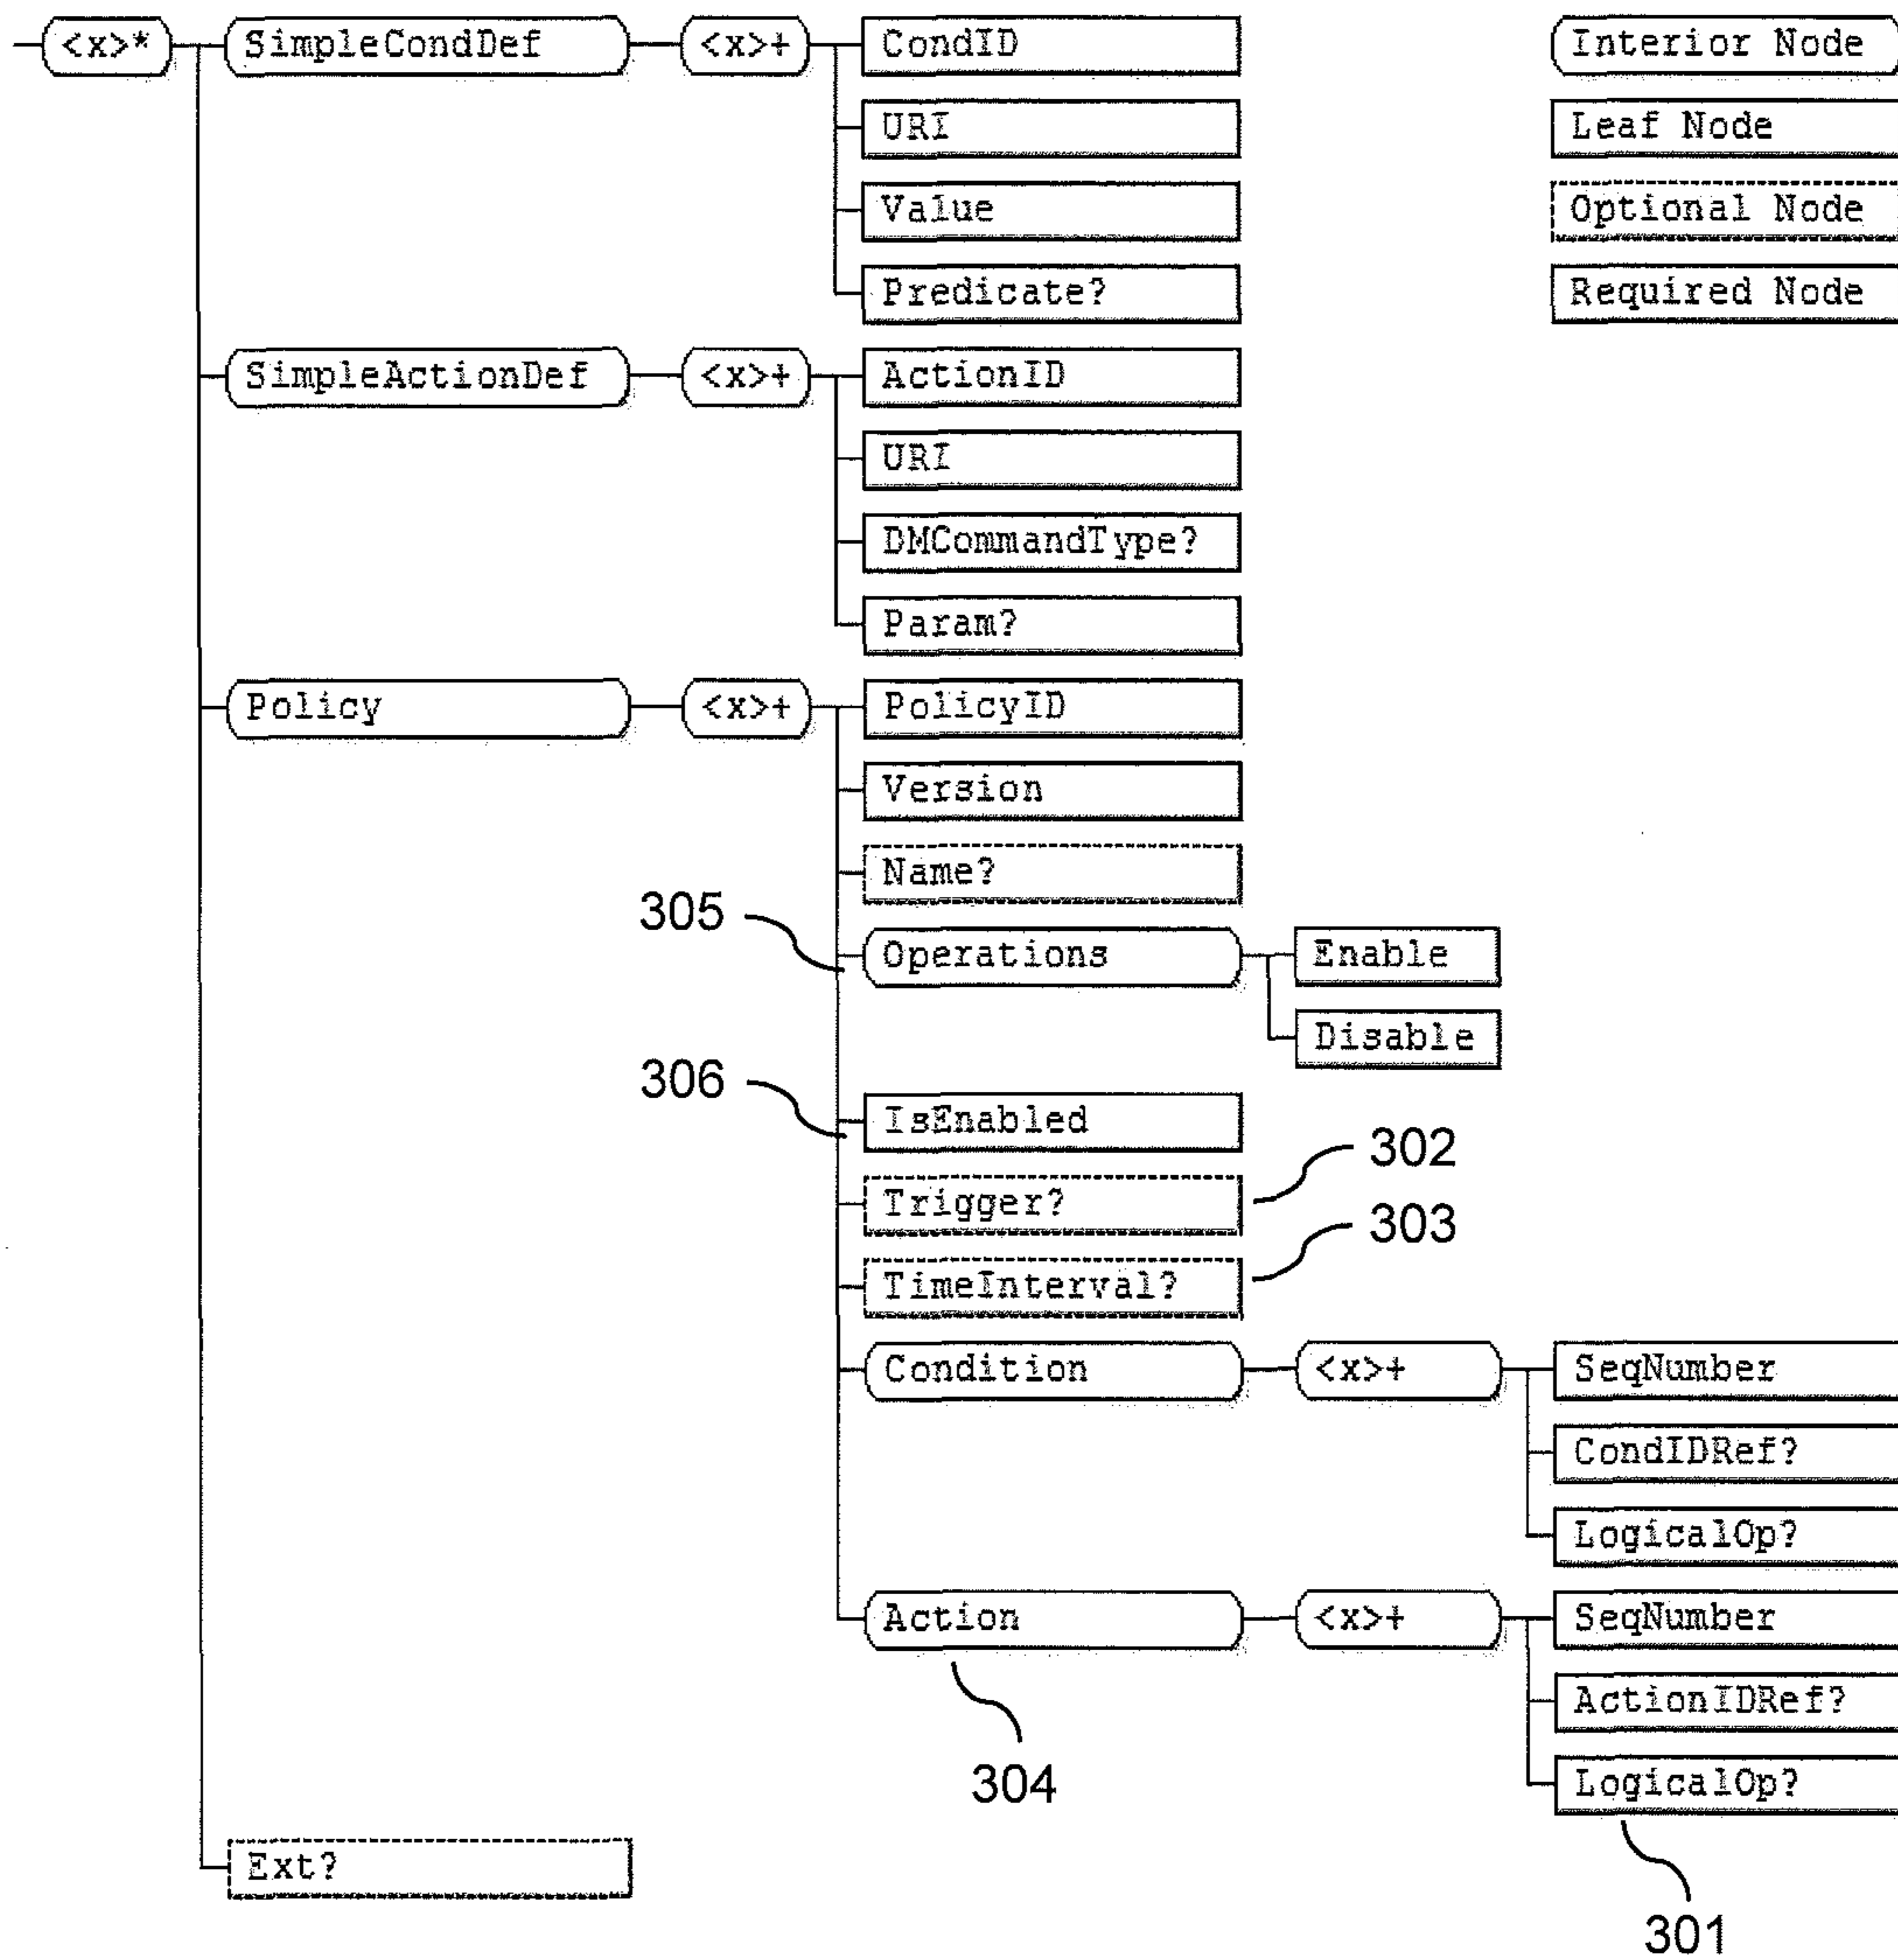 <x>*
SimpleCondDef
<x>+
CondID
Interior Node
URI
Leaf Node
Value
Optional Node
Predicate?
Required Node
SimpleActionDef
<x>+
ActionID
URI
DMCommandType?
Param?
Policy
<x>+
PolicyID
Version
Name?
305
Operations
Enable
Disable
306
IsEnabled
302
Trigger?
303
TimeInterval?
Condition
<x>+
SeqNumber
CondIDRef?
LogicalOp?
Action
<x>+
SeqNumber
ActionIDRef?
304
LogicalOp?
Ext?
301